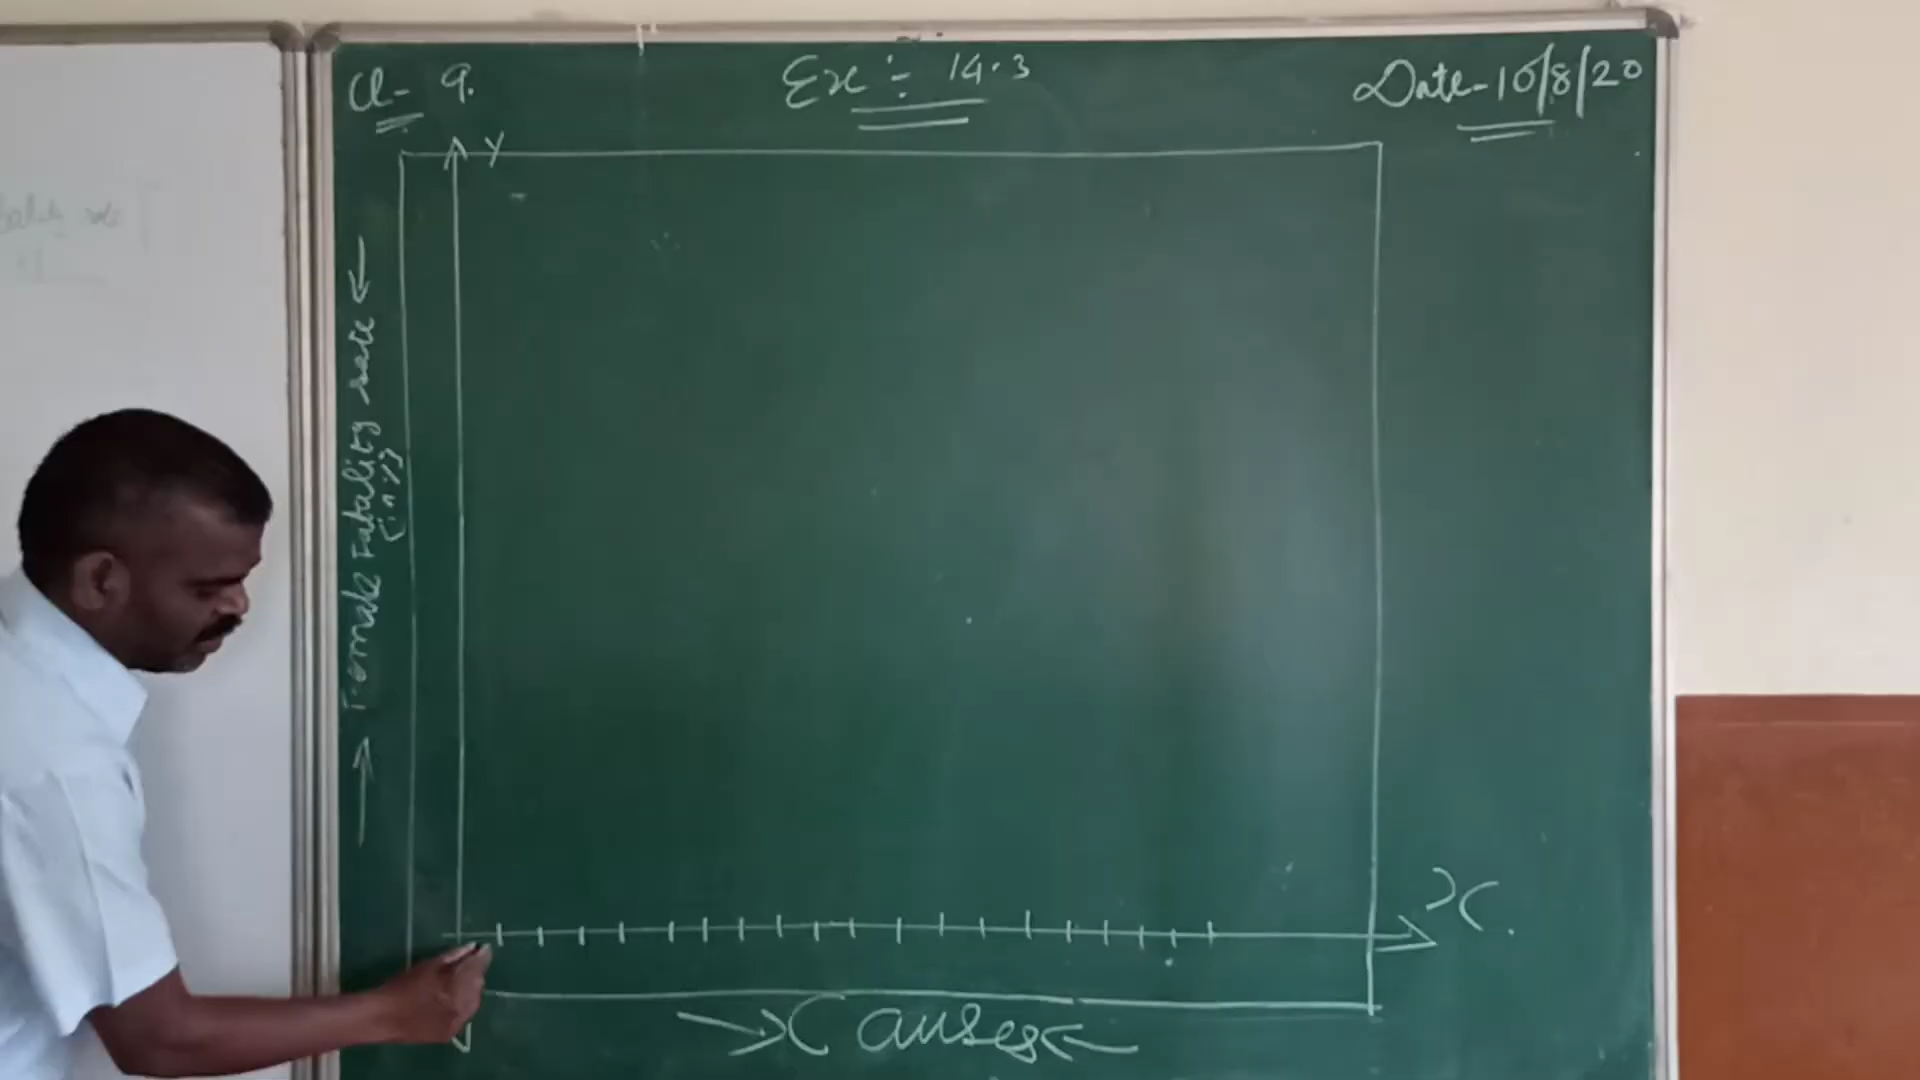 Cl- 9.
Ex:- 14.3
Date-10/8/20
Y
Female Fatality rate
(in %)
X.
Causes